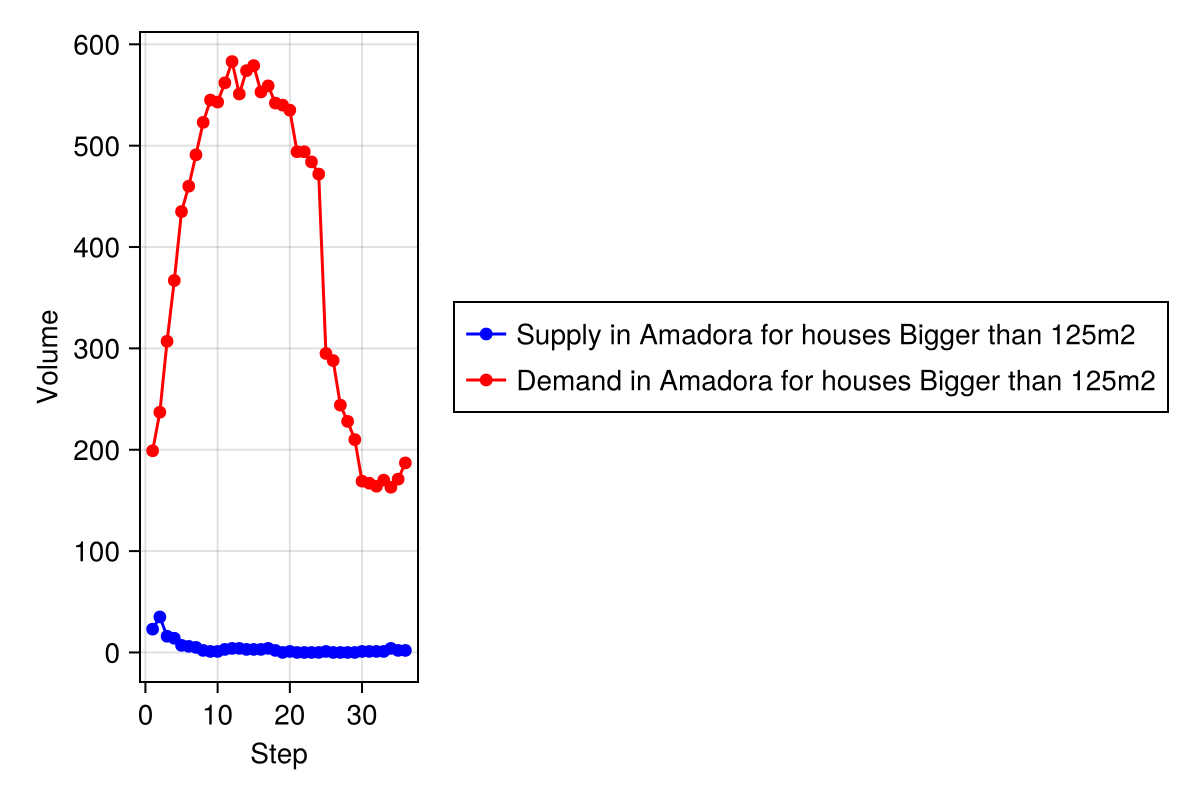 600
500
400
300
200
100
0
Volume
0 10 20 30
Step
Supply in Amadora for houses Bigger than 125m2
Demand in Amadora for houses Bigger than 125m2